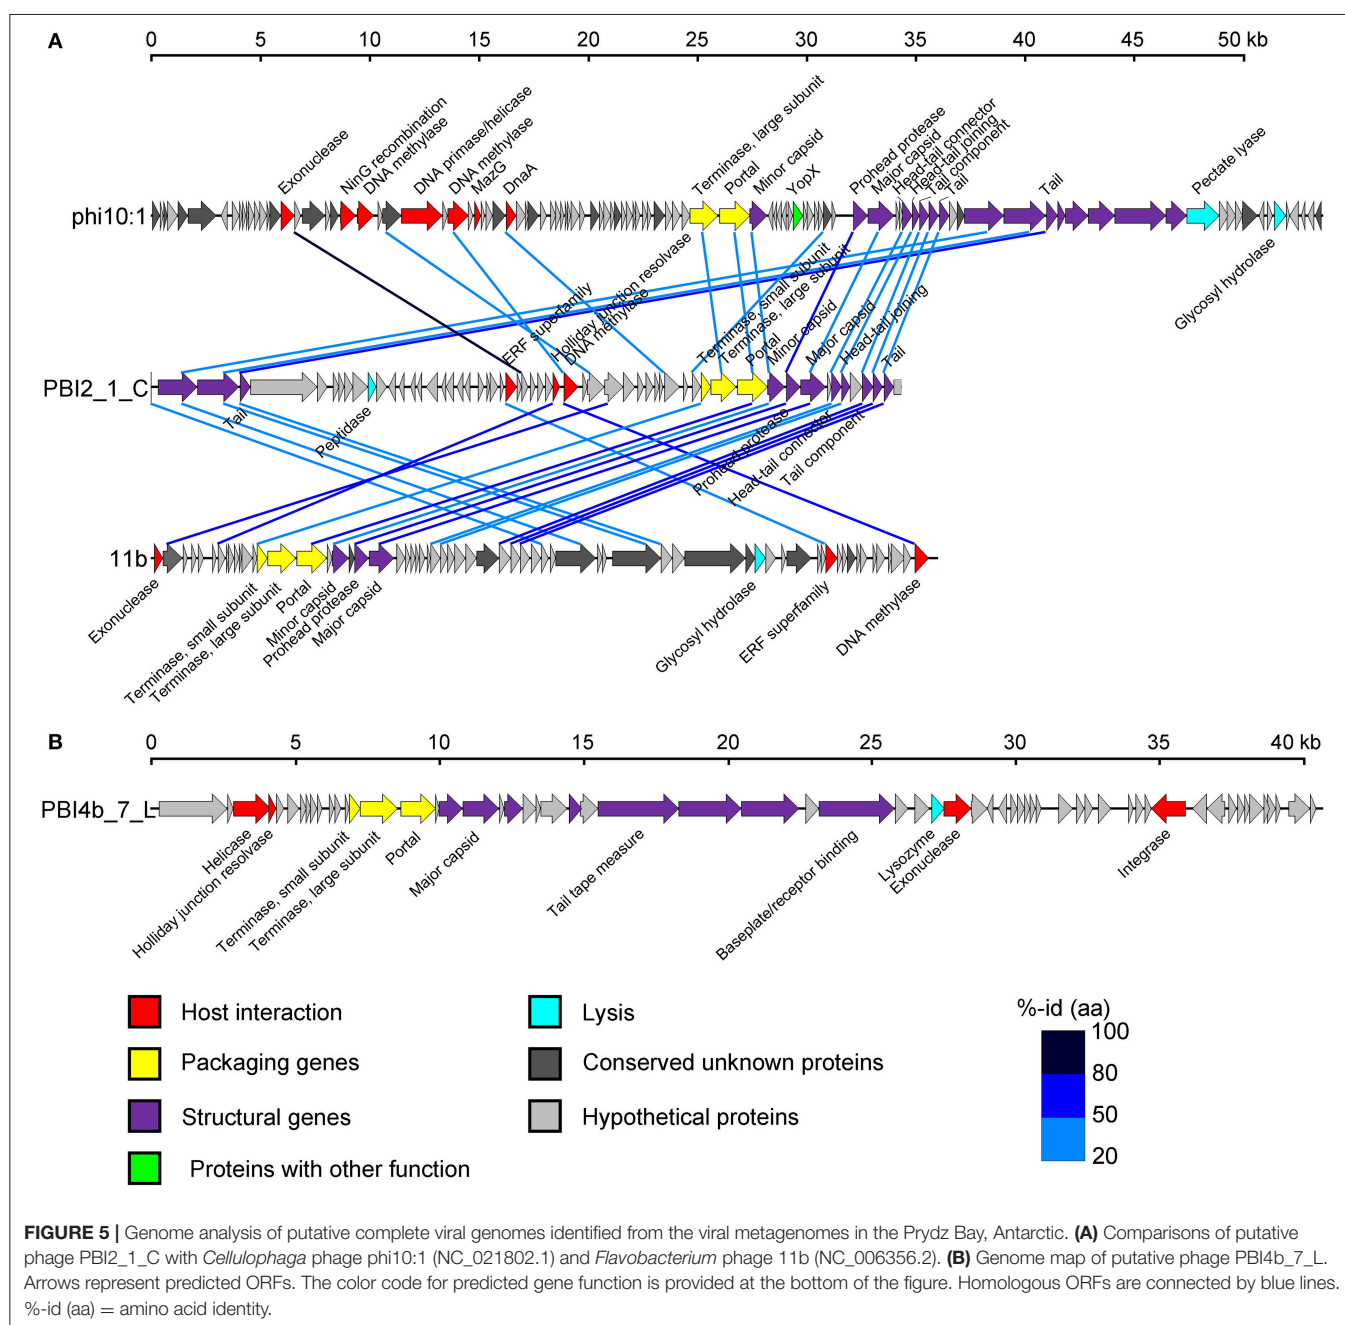 A
0 5 10 15 20 25 30 35 40 45 50 kb
Exonuclease
NinG recombination
DNA methylase
DNA primase/helicase
DNA methylase
MazG
DnaA
Terminase, large subunit
Portal
Minor capsid
YopX
Prohead protease
Major capsid
Head-tail connector
Head-tail joining
Tail component
Tail
Tail
Pectate lyase
Glycosyl hydrolase
phi10:1
ERF superfamily
Holliday junction resolvase
DNA methylase
Terminase, small subunit
Terminase, large subunit
Portal
Minor capsid
Major capsid
Head-tail joining
Tail
PBI2_1_C
Tail
Peptidase
Prohead protease
Head-tail connector
Tail component
11b
Exonuclease
Terminase, small subunit
Terminase, large subunit
Portal
Minor capsid
Prohead protease
Major capsid
Glycosyl hydrolase
ERF superfamily
DNA methylase
B
0 5 10 15 20 25 30 35 40 kb
PBI4b_7_L
Helicase
Holliday junction resolvase
Terminase, small subunit
Terminase, large subunit
Portal
Major capsid
Tail tape measure
Baseplate/receptor binding
Lysozyme
Exonuclease
Integrase
Host interaction
Packaging genes
Structural genes
Proteins with other function
Lysis
Conserved unknown proteins
Hypothetical proteins
%-id (aa)
100
80
50
20
FIGURE 5 | Genome analysis of putative complete viral genomes identified from the viral metagenomes in the Prydz Bay, Antarctic. (A) Comparisons of putative
phage PBI2_1_C with Cellulophaga phage phi10:1 (NC_021802.1) and Flavobacterium phage 11b (NC_006356.2). (B) Genome map of putative phage PBI4b_7_L.
Arrows represent predicted ORFs. The color code for predicted gene function is provided at the bottom of the figure. Homologous ORFs are connected by blue lines.
%-id (aa) = amino acid identity.